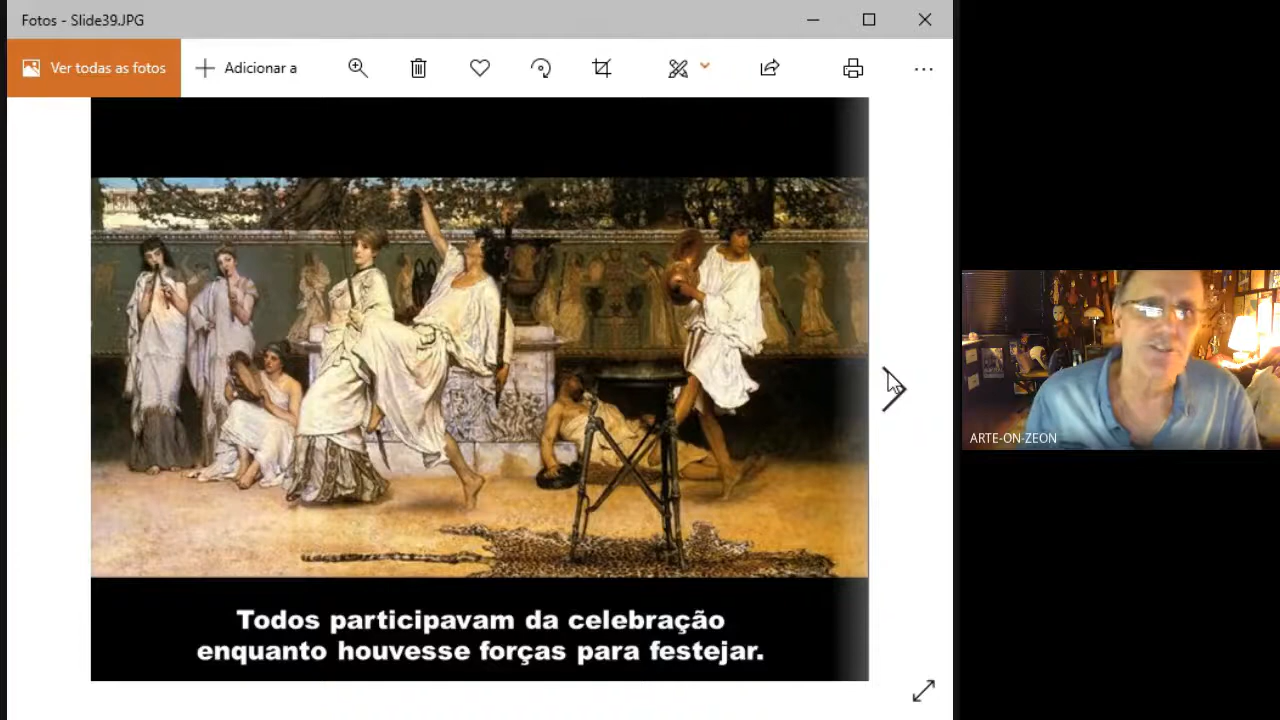 Fotos - Slide39.JPG
Ver todas as fotos
Adicionar a
ARTE-ON-ZEON
Todos participavam da celebração
enquanto houvesse forças para festejar.